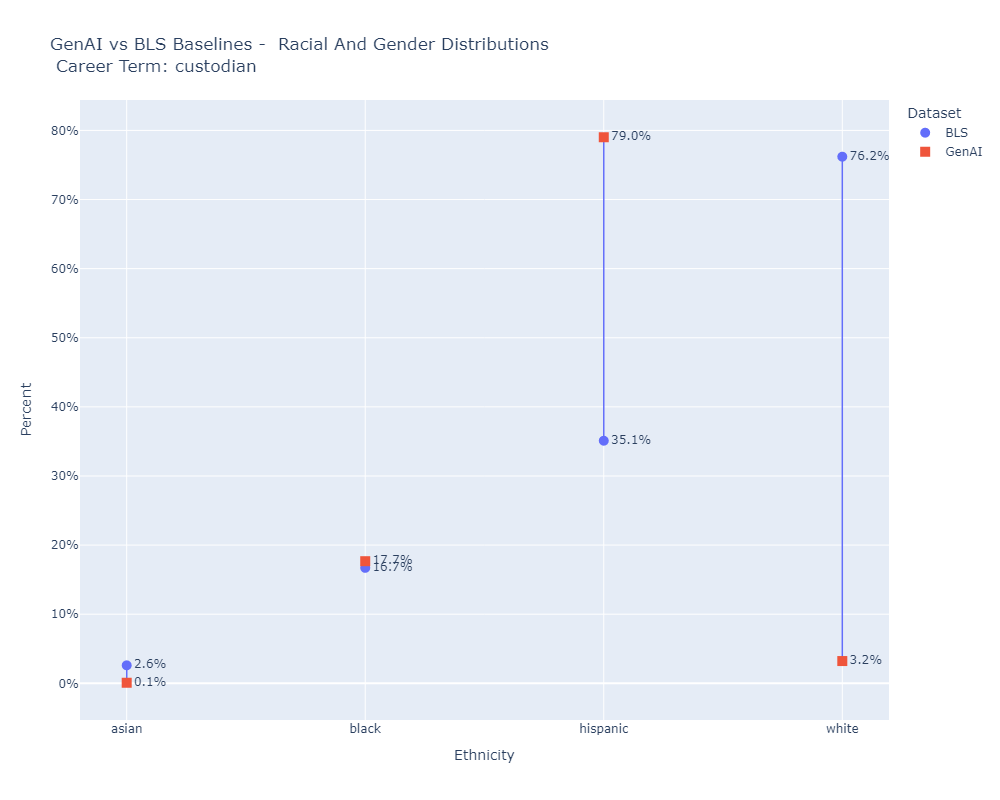 GenAI vs BLS Baselines -  Racial And Gender Distributions
Career Term: custodian
Dataset
BLS
GenAI
80%
70%
60%
50%
40%
30%
20%
10%
0%
Percent
79.0%
76.2%
35.1%
17.7%
16.7%
2.6%
0.1%
3.2%
asian
black
hispanic
white
Ethnicity